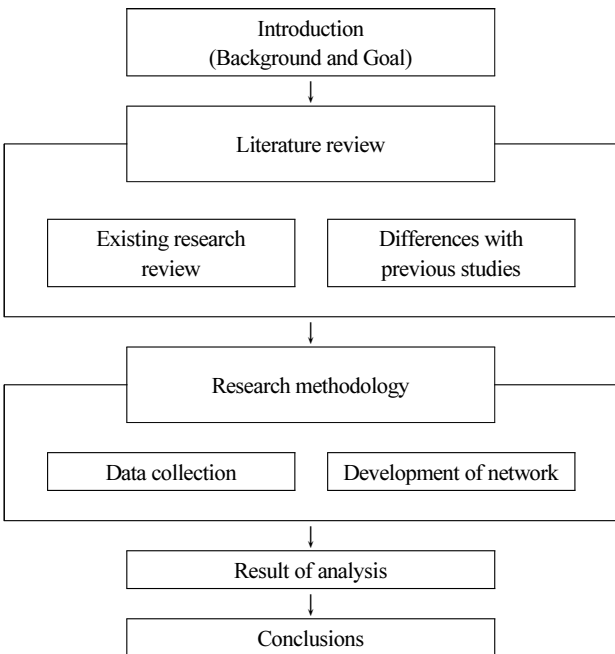 Introduction
(Background and Goal)
Literature review
Existing research
review
Differences with
previous studies
Research methodology
Data collection
Development of network
Result of analysis
Conclusions